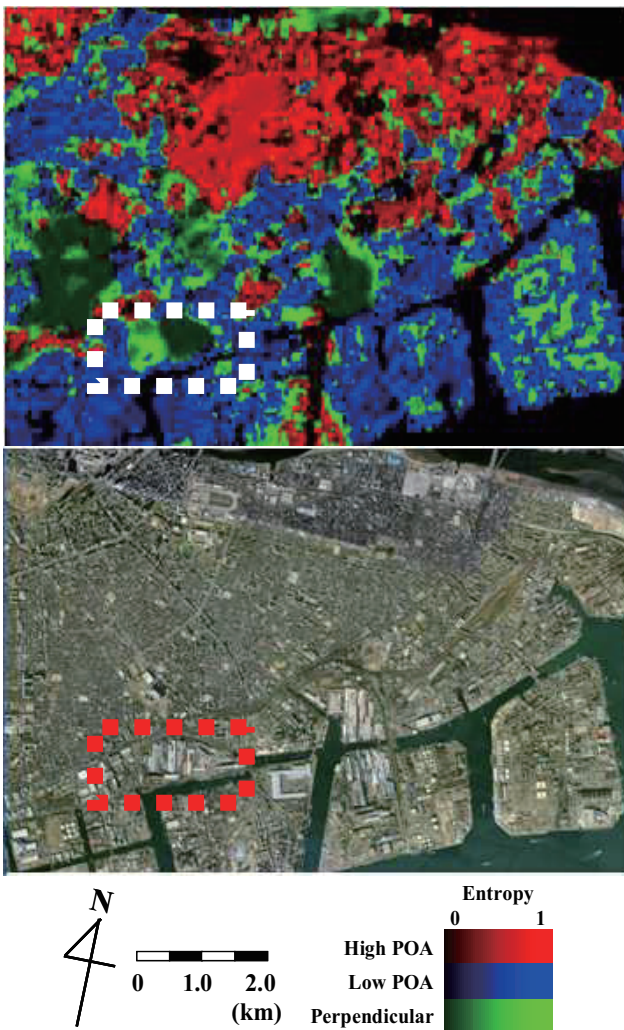 N
0 1.0 2.0
(km)
Entropy
0 1
High POA
Low POA
Perpendicular